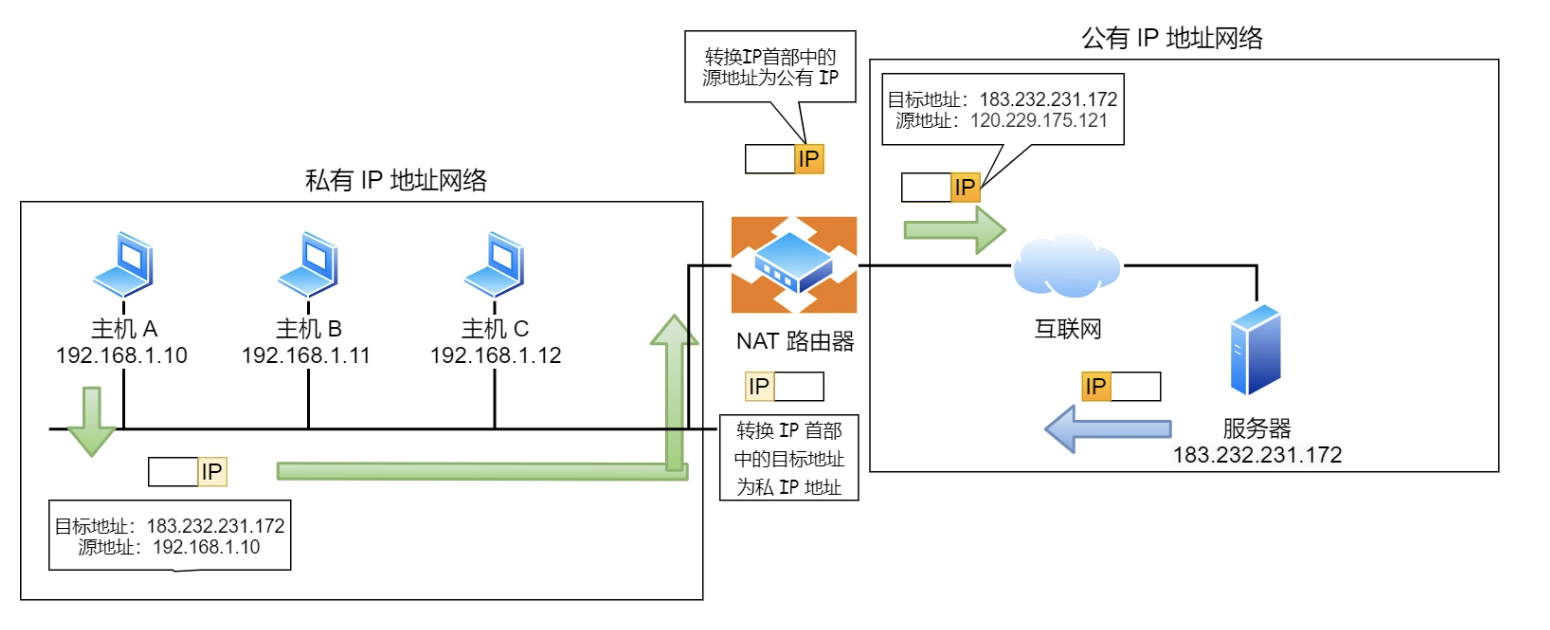 公有 IP 地址网络
转换IP首部中的
源地址为公有 IP
目标地址：183.232.231.172
源地址：120.229.175.121
IP
IP
私有 IP 地址网络
主机 A
192.168.1.10
主机 B
192.168.1.11
主机 C
192.168.1.12
NAT 路由器
互联网
IP
IP
服务器
183.232.231.172
转换 IP 首部
中的目标地址
为私 IP 地址
IP
目标地址：183.232.231.172
源地址：192.168.1.10